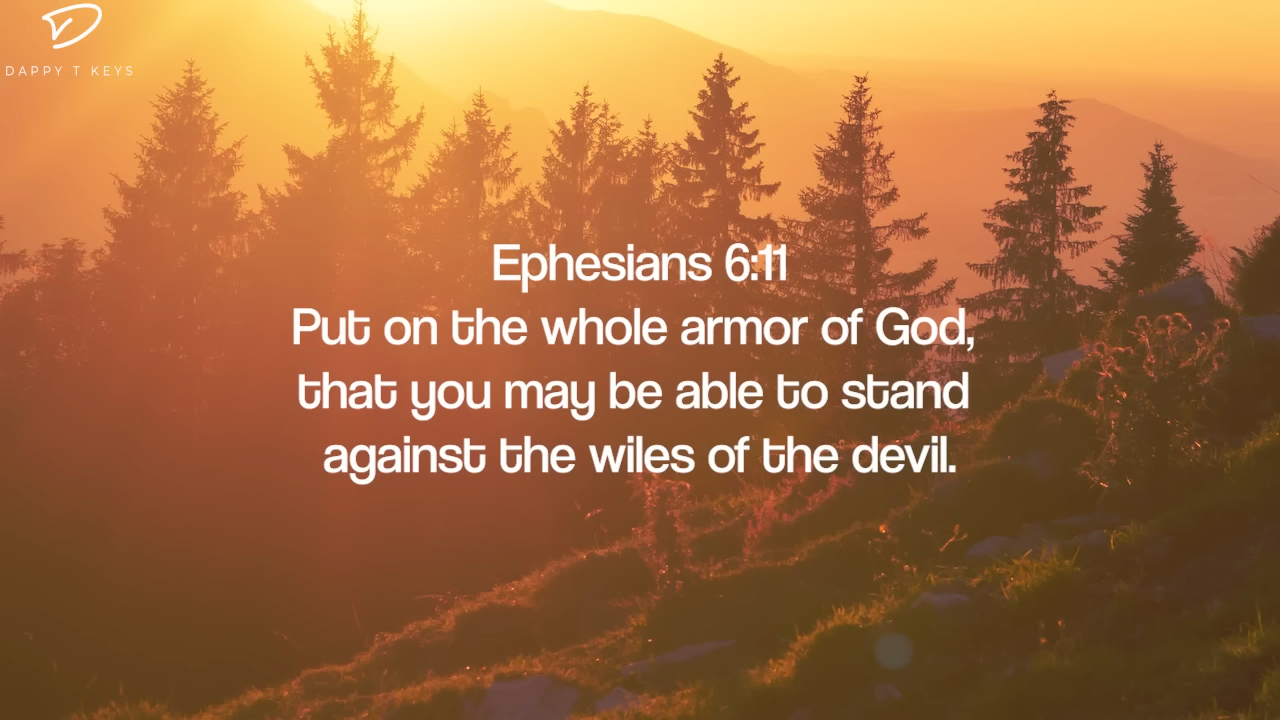 DAPPY T KEYS
Ephesians 6:11
Put on the whole armor of God,
that you may be able to stand
against the wiles of the devil.